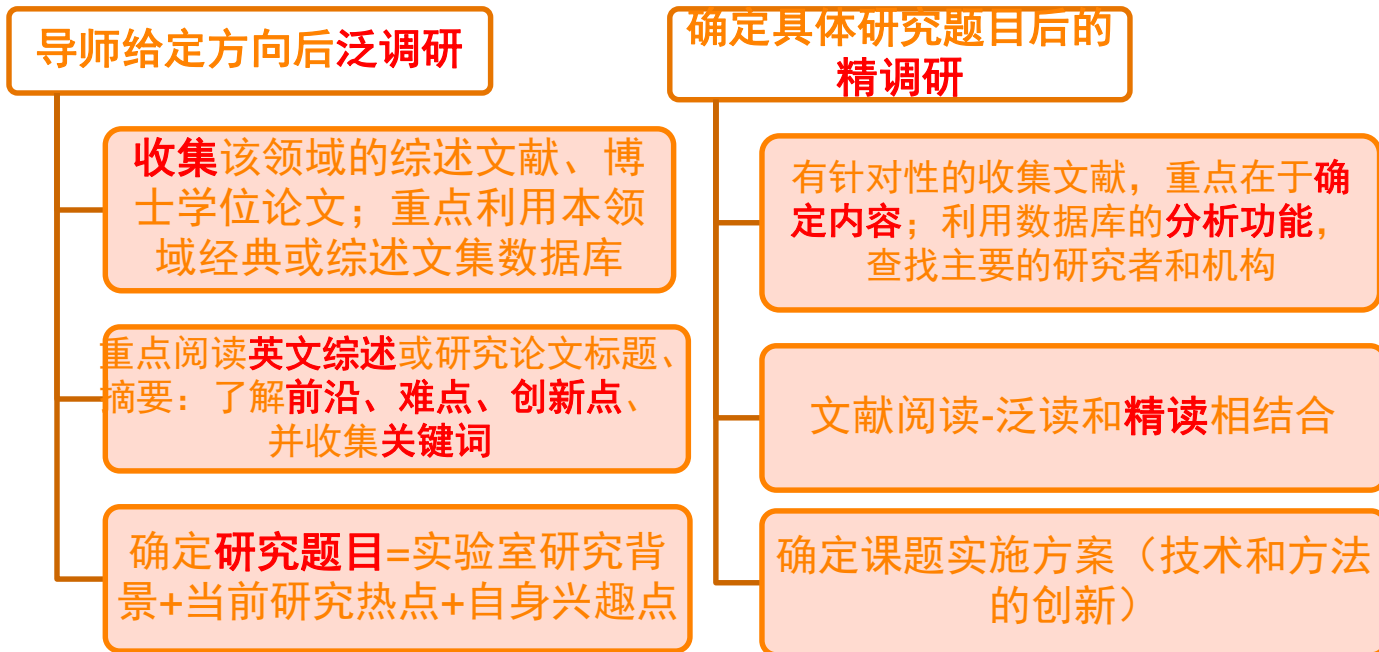 导师给定方向后泛调研
收集该领域的综述文献、博
士学位论文；重点利用本领
域经典或综述文集数据库
重点阅读英文综述或研究论文标题、
摘要：了解前沿、难点、创新点、
并收集关键词
确定研究题目=实验室研究背
景+当前研究热点+自身兴趣点
确定具体研究题目后的
精调研
有针对性的收集文献，重点在于确
定内容；利用数据库的分析功能，
查找主要的研究者和机构
文献阅读-泛读和精读相结合
确定课题实施方案（技术和方法
的创新）